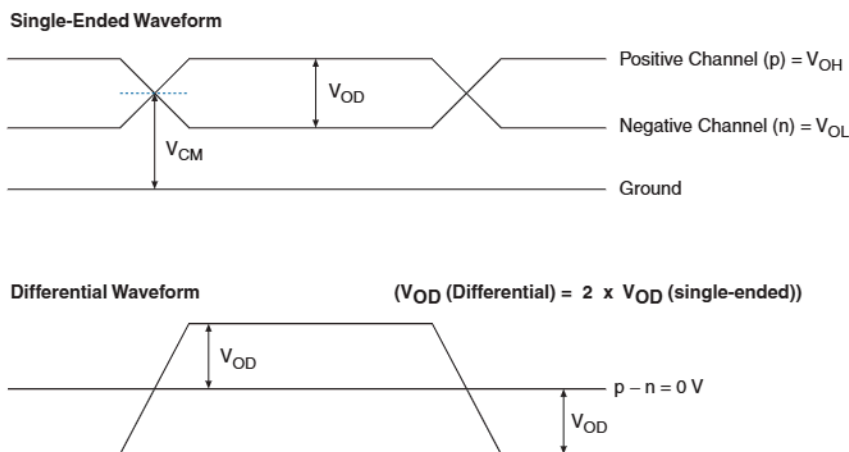 Single-Ended Waveform
Positive Channel (p) = VOH
VOD
Negative Channel (n) = VOL
VCM
Ground
Differential Waveform
(VOD (Differential) = 2 x VOD (single-ended))
VOD
p – n = 0 V
VOD